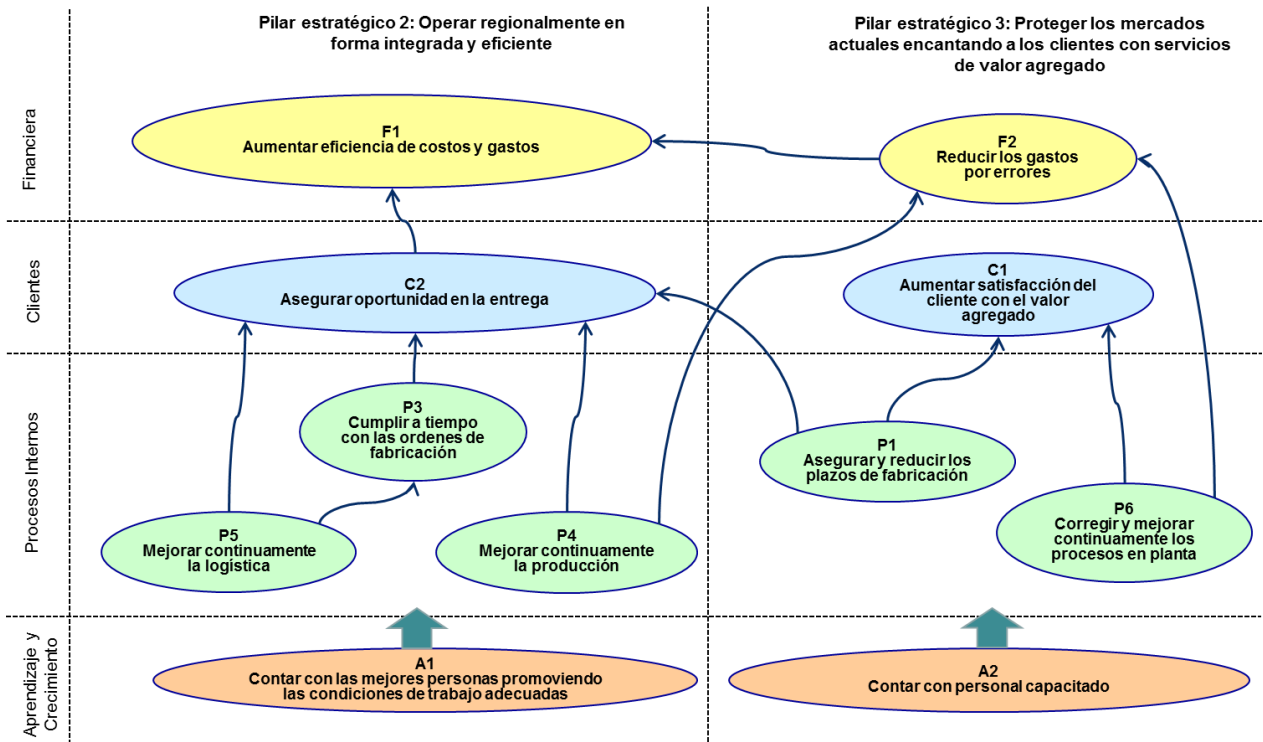 Pilar estratégico 2: Operar regionalmente en
forma integrada y eficiente
Pilar estratégico 3: Proteger los mercados
actuales encantando a los clientes con servicios
de valor agregado
Financiera
F1
Aumentar eficiencia de costos y gastos
F2
Reducir los gastos
por errores
Clientes
C2
Asegurar oportunidad en la entrega
C1
Aumentar satisfacción del
cliente con el valor
agregado
Procesos Internos
P3
Cumplir a tiempo
con las ordenes de
fabricación
P1
Asegurar y reducir los
plazos de fabricación
P5
Mejorar continuamente
la logística
P4
Mejorar continuamente
la producción
P6
Corregir y mejorar
continuamente los
procesos en planta
Aprendizaje y
Crecimiento
A1
Contar con las mejores personas promoviendo
las condiciones de trabajo adecuadas
A2
Contar con personal capacitado